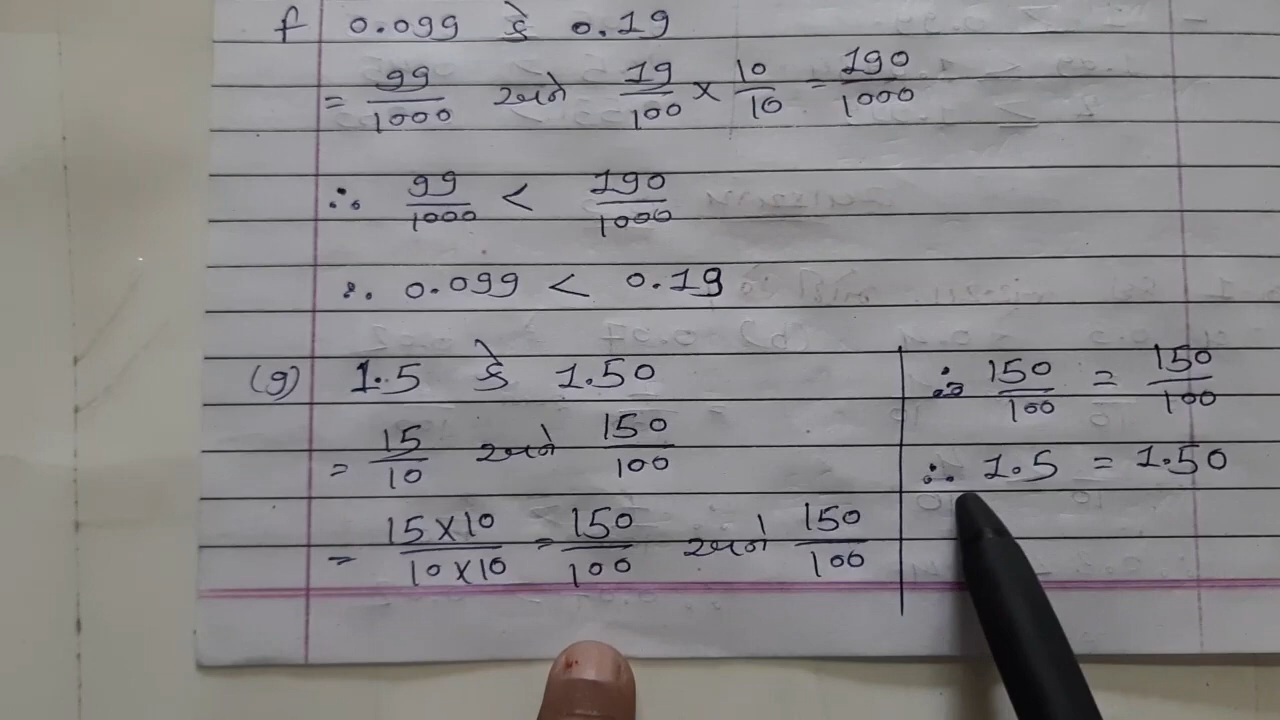 f 0.099 કે 0.19
= 99/1000 અને 19/100 × 10/10 = 190/1000
∴ 99/1000 < 190/1000
∴ 0.099 < 0.19
(g) 1.5 કે 1.50
= 15/10 અને 150/100
= 15×10/10×10 = 150/100 અને 150/100
∴ 150/100 = 150/100
∴ 1.5 = 1.50